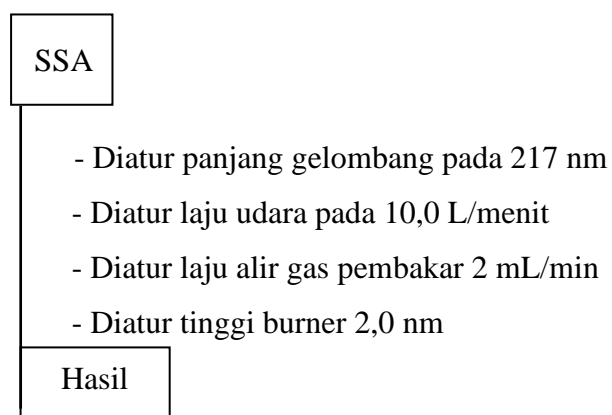 SSA
- Diatur panjang gelombang pada 217 nm
- Diatur laju udara pada 10,0 L/menit
- Diatur laju alir gas pembakar 2 mL/min
- Diatur tinggi burner 2,0 nm
Hasil